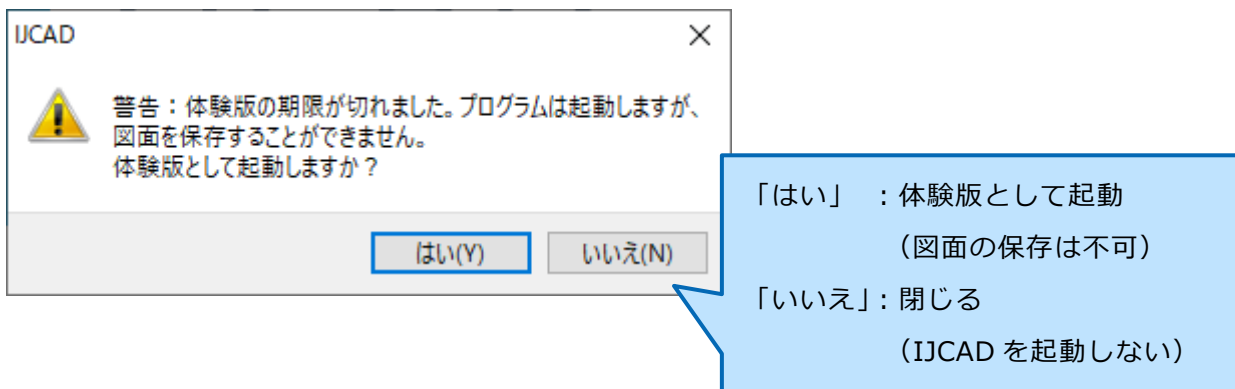 IJCAD
警告：体験版の期限が切れました。プログラムは起動しますが、
図面を保存することができません。
体験版として起動しますか？
はい(Y)
いいえ(N)
「はい」　：体験版として起動
（図面の保存は不可）
「いいえ」：閉じる
（IJCAD を起動しない）